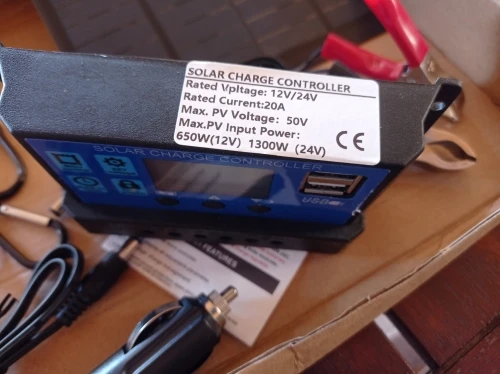 SOLAR CHARGE CONTROLLER
Rated Vpltage: 12V/24V
Rated Current:20A
Max. PV Voltage: 50V
Max.PV Input Power:
650W(12V) 1300W (24V)
CE
SOLAR CHARGE CONTROLLER
USB
FEATURES